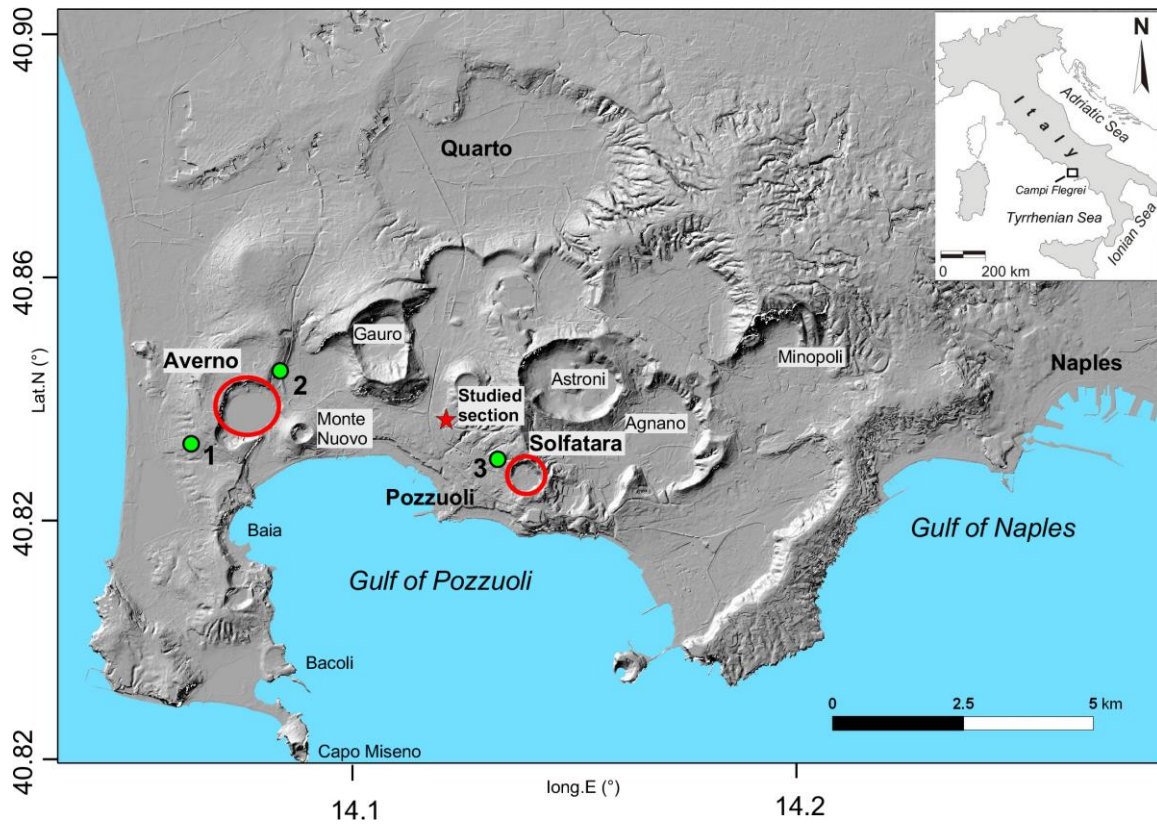 40.90
Quarto
40.86
Gauro
Averno
2
Studied
section
Astroni
Minopoli
Naples
Monte
Nuovo
Agnano
Solfatara
1
3
Pozzuoli
40.82
Baia
Gulf of Pozzuoli
Gulf of Naples
Bacoli
0
2.5
5 km
Capo Miseno
40.82
Lat.N (°)
long.E (°)
14.1
14.2
N
Italy
Adriatic Sea
Campi Flegrei
Tyrrhenian Sea
Ionian Sea
0
200 km